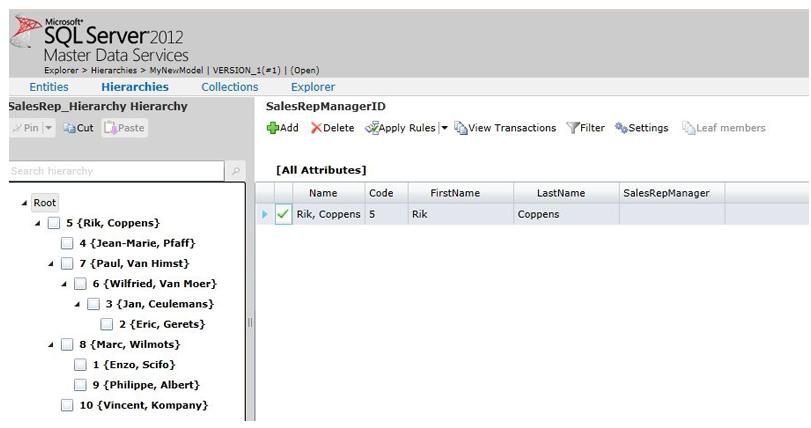 Microsoft®
SQL Server® 2012
Master Data Services
Explorer > Hierarchies > MyNewModel | VERSION_1(#1) | (Open)
Entities Hierarchies Collections Explorer
SalesRep_Hierarchy Hierarchy
Pin Cut Paste
Search hierarchy
Root
5 {Rik, Coppens}
4 {Jean-Marie, Pfaff}
7 {Paul, Van Himst}
6 {Wilfried, Van Moer}
3 {Jan, Ceulemans}
2 {Eric, Gerets}
8 {Marc, Wilmots}
1 {Enzo, Scifo}
9 {Philippe, Albert}
10 {Vincent, Kompany}
SalesRepManagerID
Add Delete Apply Rules View Transactions Filter Settings Leaf members
[All Attributes]
Name Code FirstName LastName SalesRepManager
Rik, Coppens 5 Rik Coppens